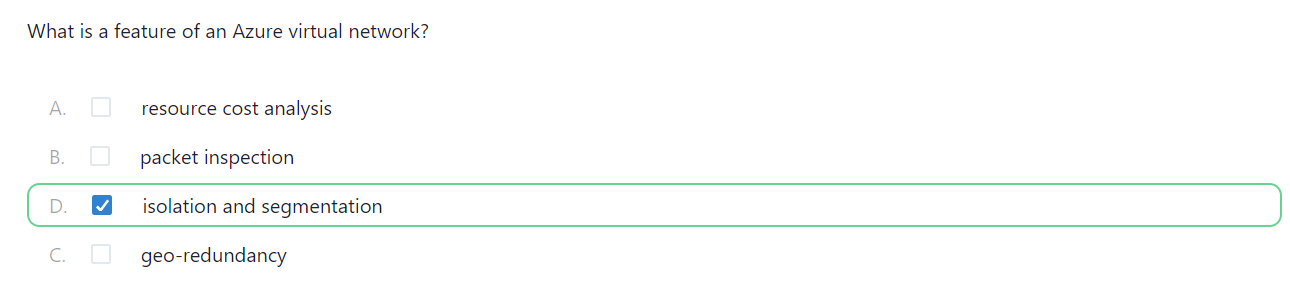 What is a feature of an Azure virtual network?
A. resource cost analysis
B. packet inspection
D. isolation and segmentation
C. geo-redundancy